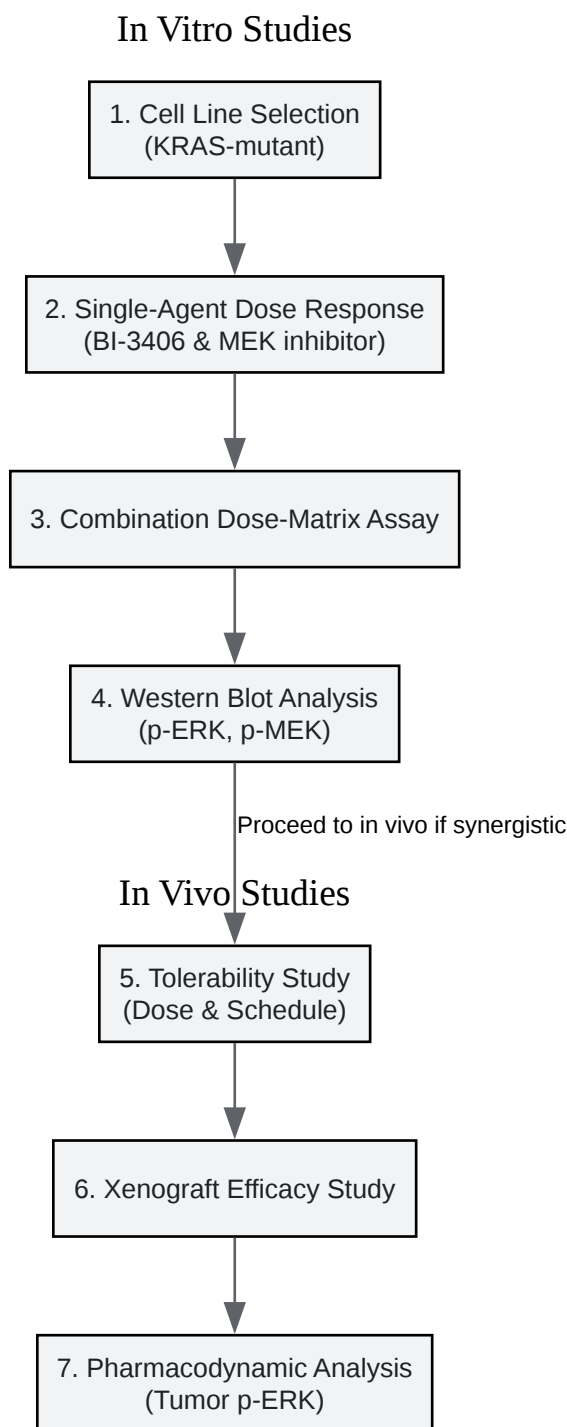 In Vitro Studies
1. Cell Line Selection
(KRAS-mutant)
2. Single-Agent Dose Response
(BI-3406 & MEK inhibitor)
3. Combination Dose-Matrix Assay
4. Western Blot Analysis
(p-ERK, p-MEK)
Proceed to in vivo if synergistic
In Vivo Studies
5. Tolerability Study
(Dose & Schedule)
6. Xenograft Efficacy Study
7. Pharmacodynamic Analysis
(Tumor p-ERK)